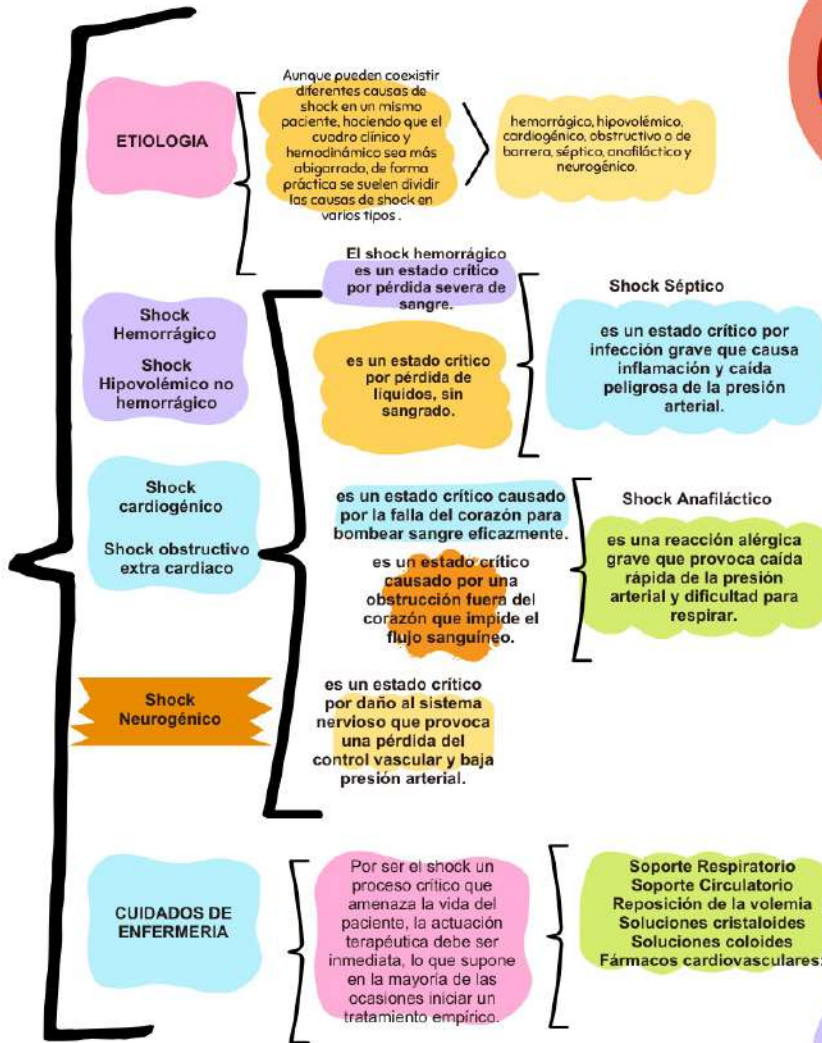 ETIOLOGIA
Aunque pueden coexistir
diferentes causas de
shock en un mismo
paciente, haciendo que el
cuadro clínico y
hemodinámico sea más
abigarrado, de forma
práctica se suelen dividir
las causas de shock en
varios tipos .
hemorrágico, hipovolémico,
cardiogénico, obstructivo o de
barrera, séptico, anafiláctico y
neurogénico.
Shock
Hemorrágico
Shock
Hipovolémico no
hemorrágico
El shock hemorrágico
es un estado crítico
por pérdida severa de
sangre.
es un estado crítico
por pérdida de
líquidos, sin
sangrado.
Shock Séptico
es un estado crítico por
infección grave que causa
inflamación y caída
peligrosa de la presión
arterial.
Shock
cardiogénico
Shock obstructivo
extra cardiaco
es un estado crítico causado
por la falla del corazón para
bombear sangre eficazmente.
es un estado crítico
causado por una
obstrucción fuera del
corazón que impide el
flujo sanguíneo.
Shock Anafiláctico
es una reacción alérgica
grave que provoca caída
rápida de la presión
arterial y dificultad para
respirar.
Shock
Neurogénico
es un estado crítico
por daño al sistema
nervioso que provoca
una pérdida del
control vascular y baja
presión arterial.
CUIDADOS DE
ENFERMERIA
Por ser el shock un
proceso crítico que
amenaza la vida del
paciente, la actuación
terapéutica debe ser
inmediata, lo que supone
en la mayoría de las
ocasiones iniciar un
tratamiento empírico.
Soporte Respiratorio
Soporte Circulatorio
Reposición de la volemia
Soluciones cristaloides
Soluciones coloides
Fármacos cardiovasculares: